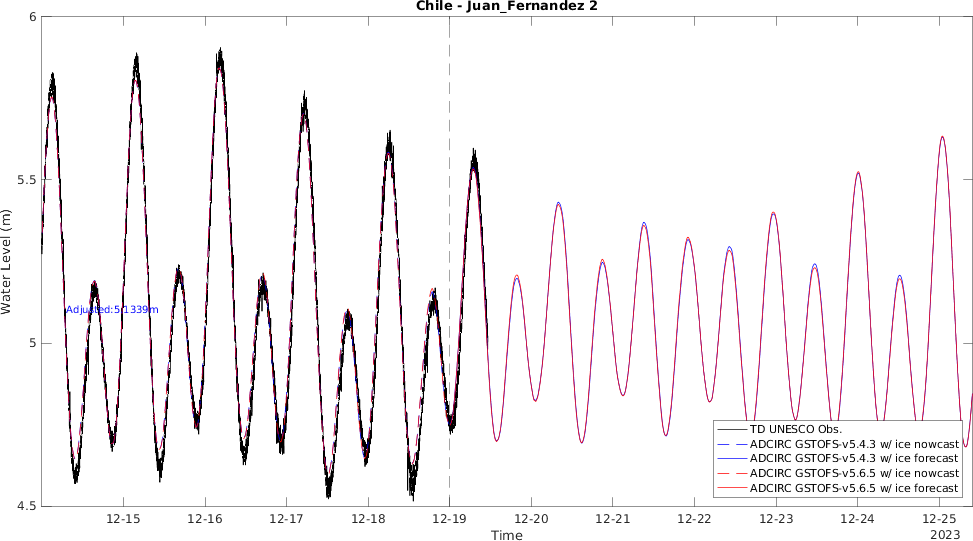 Chile - Juan_Fernandez 2
6
5.5
5
4.5
Water Level (m)
Adjusted:5.1339m
TD UNESCO Obs.
ADCIRC GSTOFS-v5.4.3 w/ ice nowcast
ADCIRC GSTOFS-v5.4.3 w/ ice forecast
ADCIRC GSTOFS-v5.6.5 w/ ice nowcast
ADCIRC GSTOFS-v5.6.5 w/ ice forecast
12-15 12-16 12-17 12-18 12-19 12-20 12-21 12-22 12-23 12-24 12-25
Time
2023